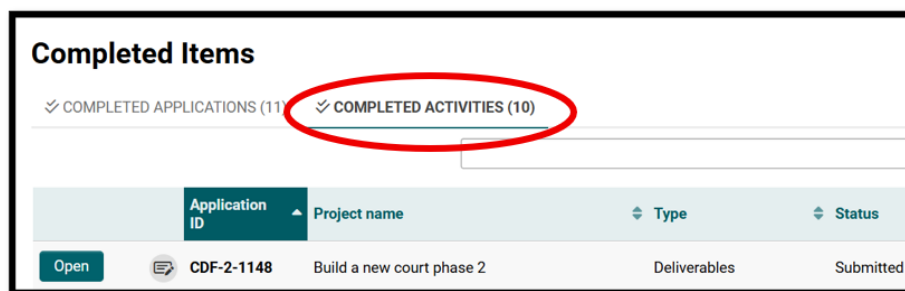 Completed Items
COMPLETED APPLICATIONS (11) COMPLETED ACTIVITIES (10)
Application ID Project name Type Status
Open CDF-2-1148 Build a new court phase 2 Deliverables Submitted